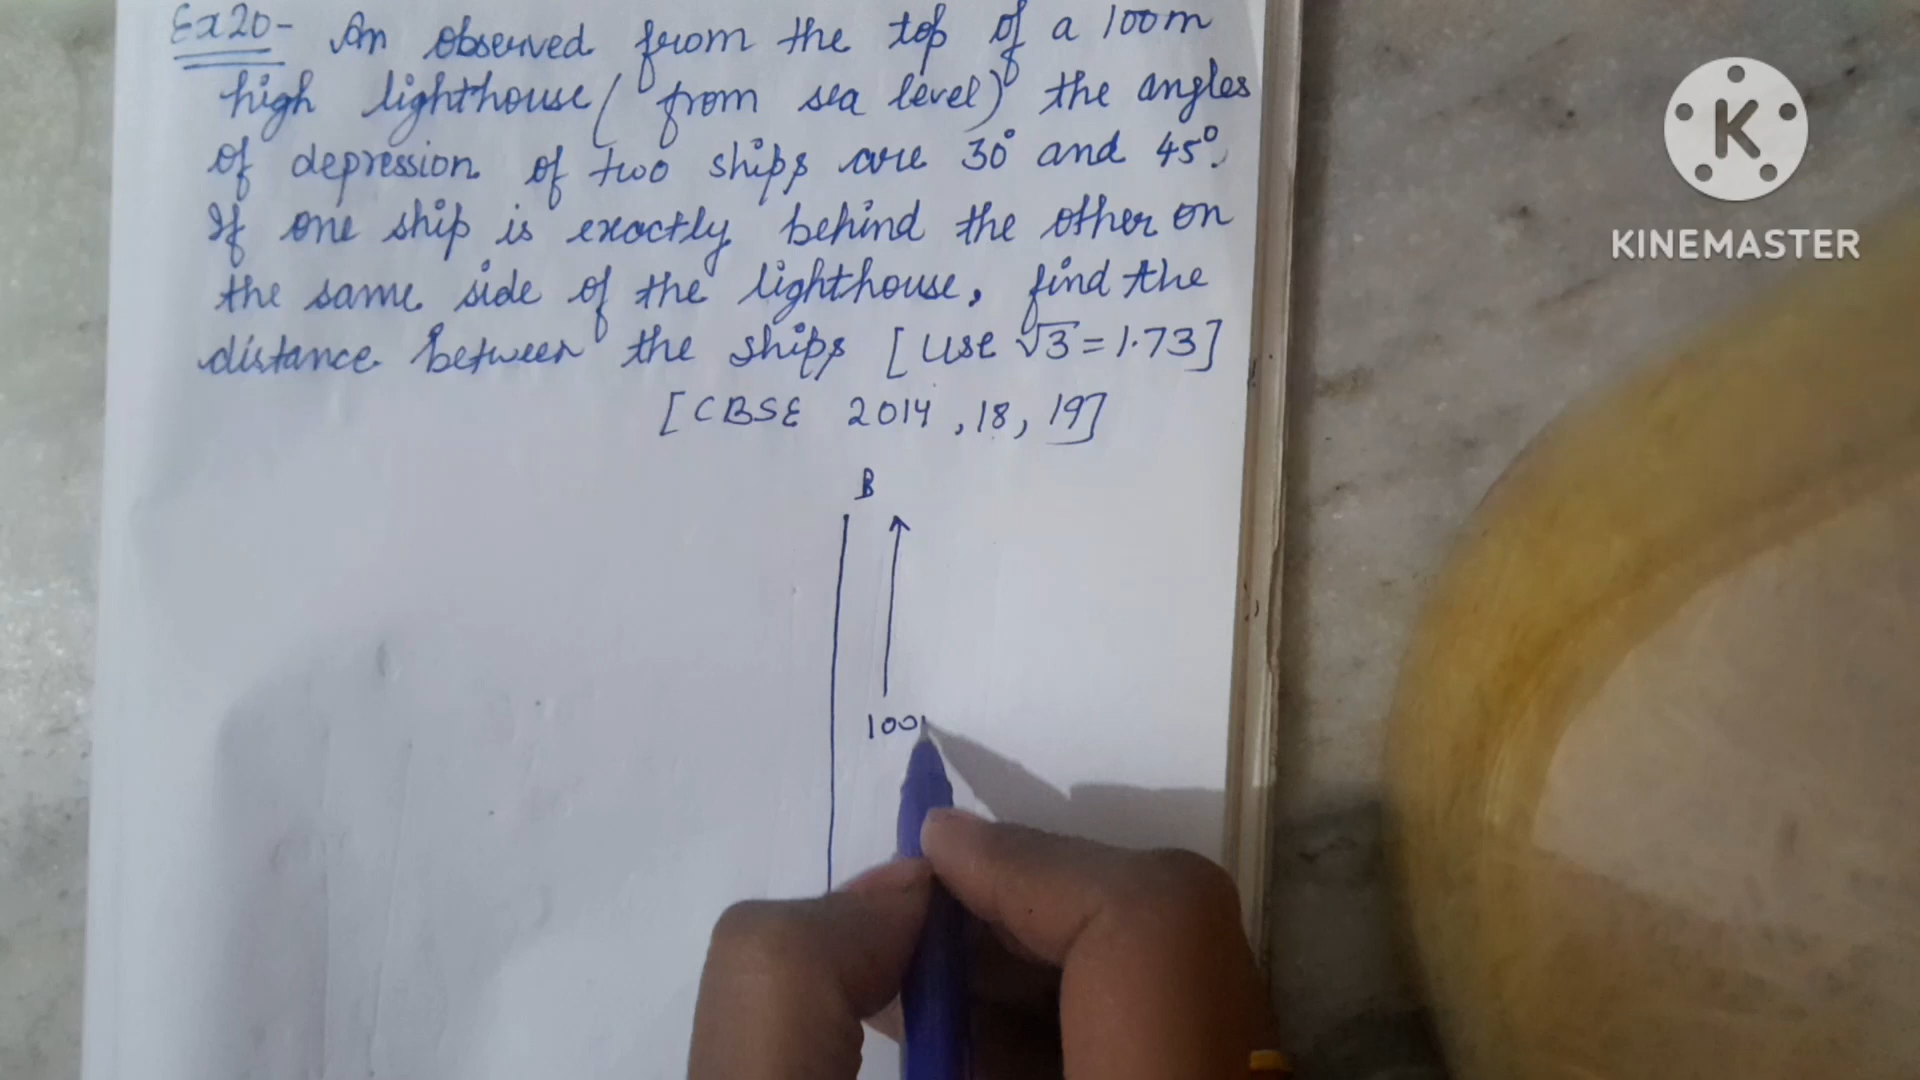 Ex20- An observed from the top of a 100m
high lighthouse (from sea level) the angles
of depression of two ships are 30° and 45°.
If one ship is exactly behind the other on
the same side of the lighthouse, find the
distance between the ships [Use √3=1.73]
[CBSE 2014,18,19]
B
100
K
KINEMASTER